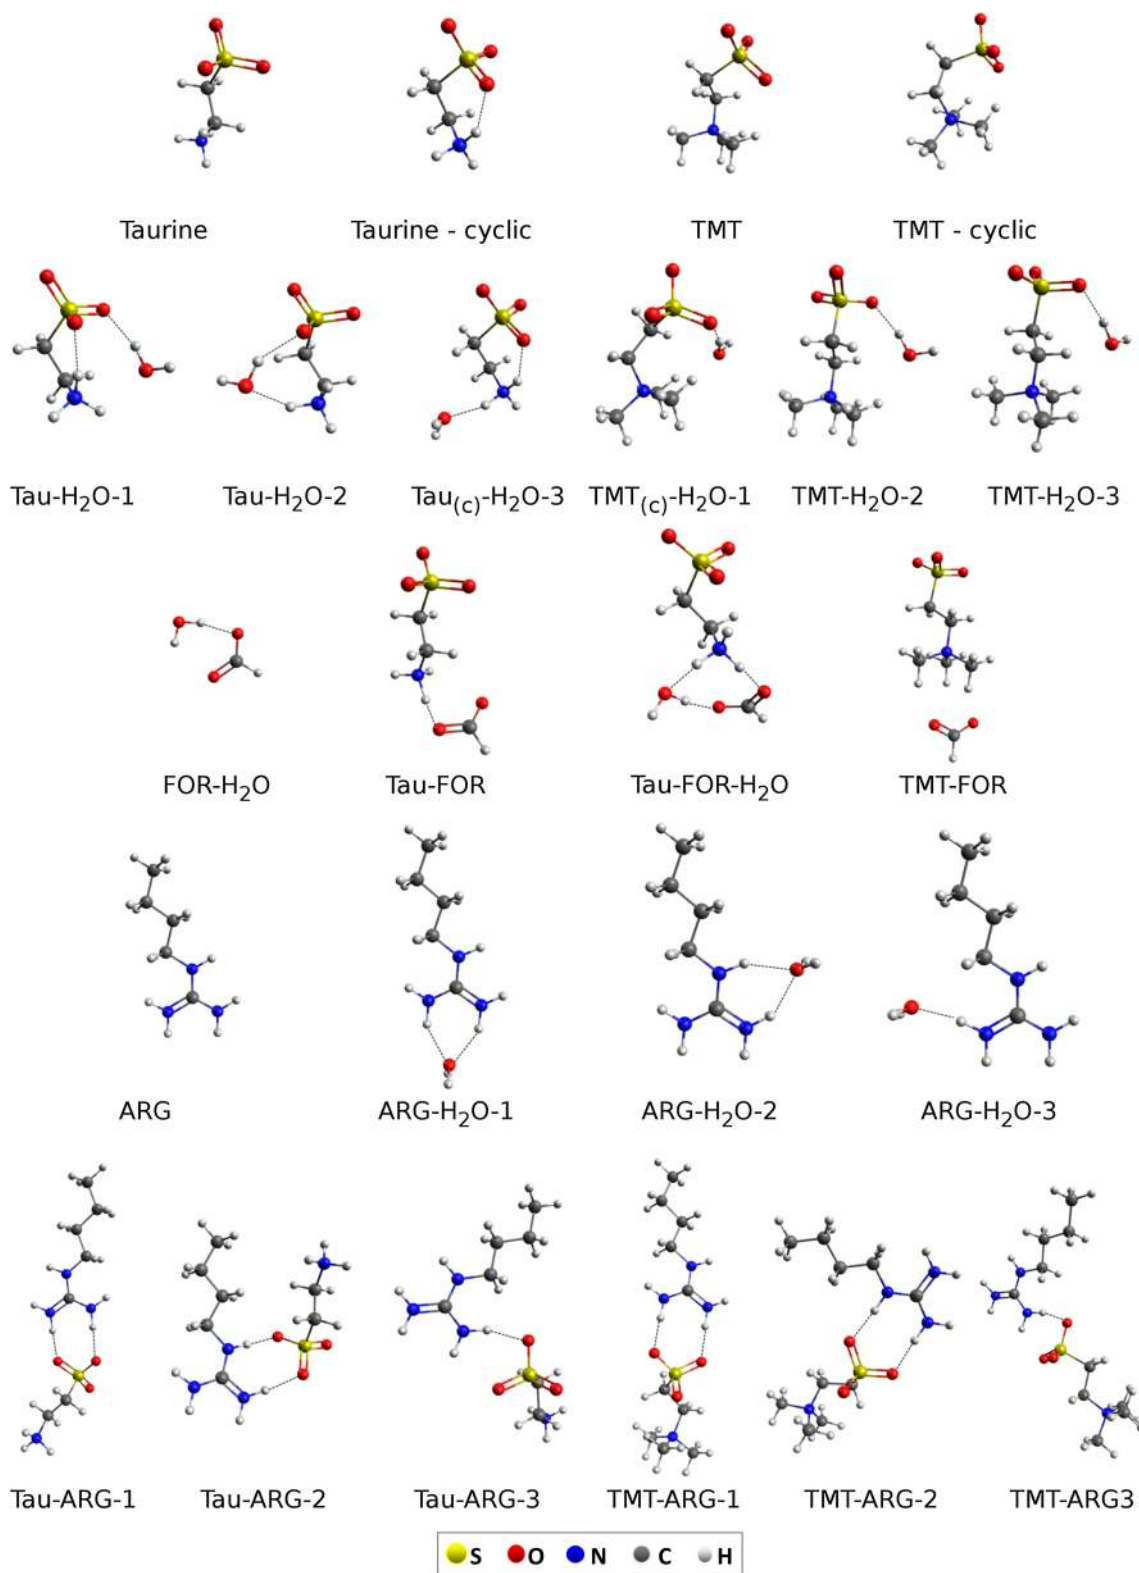 Taurine Taurine - cyclic TMT TMT - cyclic
Tau-H₂O-1 Tau-H₂O-2 Tau₍c₎-H₂O-3 TMT₍c₎-H₂O-1 TMT-H₂O-2 TMT-H₂O-3
FOR-H₂O Tau-FOR Tau-FOR-H₂O TMT-FOR
ARG ARG-H₂O-1 ARG-H₂O-2 ARG-H₂O-3
Tau-ARG-1 Tau-ARG-2 Tau-ARG-3 TMT-ARG-1 TMT-ARG-2 TMT-ARG3
S O N C H